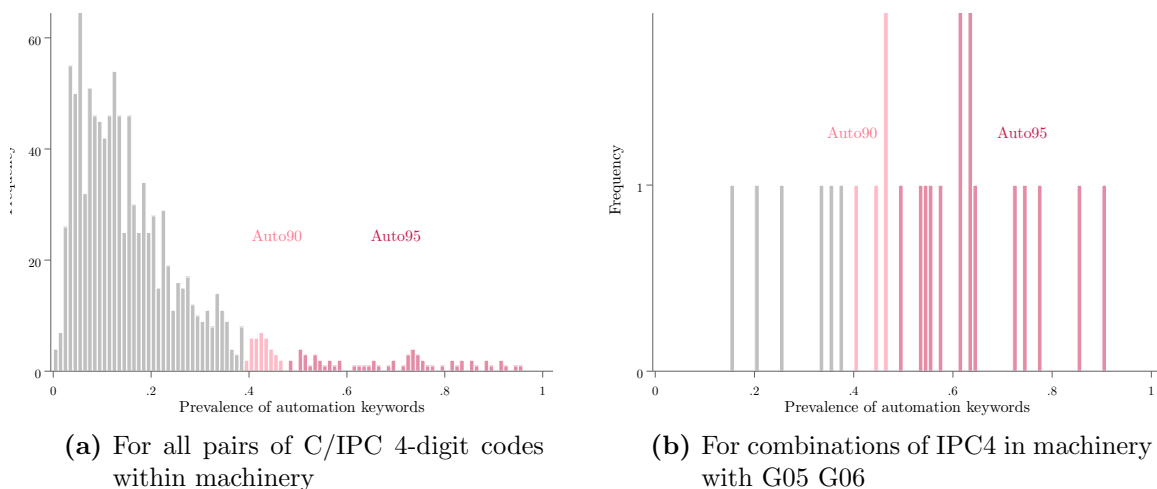 60
40
20
0
Auto90
Auto95
0
.2
.4
.6
.8
1
Prevalence of automation keywords
(a) For all pairs of C/IPC 4-digit codes
within machinery
Frequency
1
0
Auto90
Auto95
0
.2
.4
.6
.8
1
Prevalence of automation keywords
(b) For combinations of IPC4 in machinery
with G05 G06